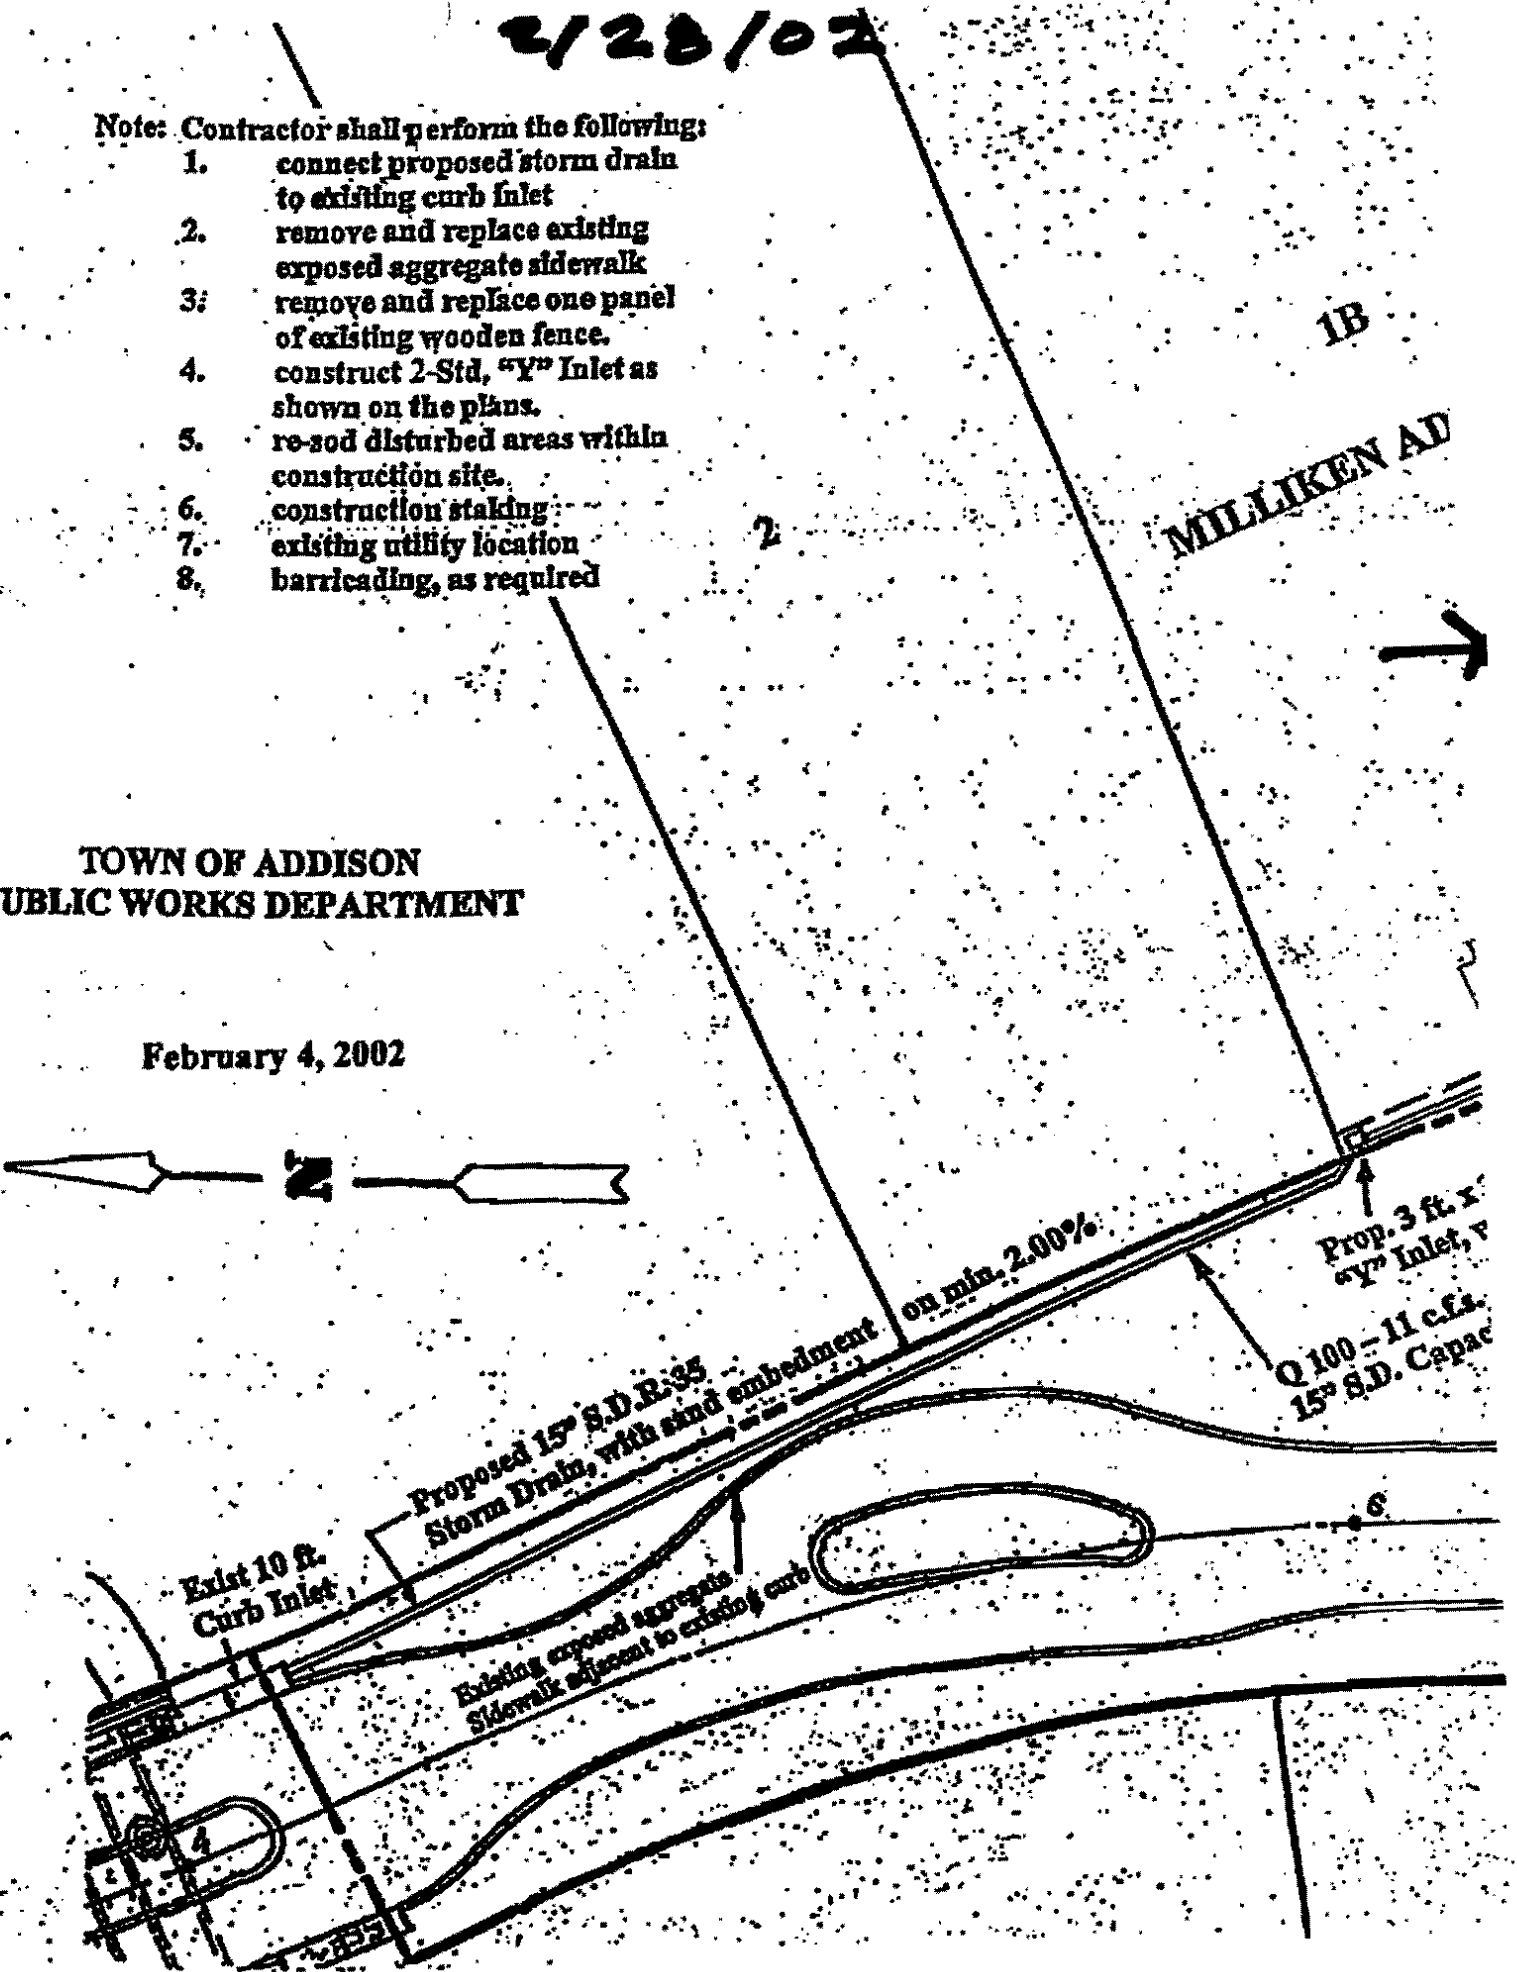 2/28/02
Note: Contractor shall perform the following:
1. connect proposed storm drain
to existing curb inlet
2. remove and replace existing
exposed aggregate sidewalk
3. remove and replace one panel
of existing wooden fence.
4. construct 2-Std. “Y” Inlet as
shown on the plans.
5. re-sod disturbed areas within
construction site.
6. construction staking
7. existing utility location
8. barricading, as required
1B
MILLIKEN AD
2
TOWN OF ADDISON
UBLIC WORKS DEPARTMENT
February 4, 2002
N
Prop. 3 ft. x
“Y” Inlet,
Q 100 – 11 c.f.s.
15” S.D. Capac
Proposed 15” S.D.R. 35
Storm Drain, with sand embedment on min. 2.00%
Exist 10 ft.
Curb Inlet
Existing exposed aggregate
Sidewalk adjacent to existing curb
6
4